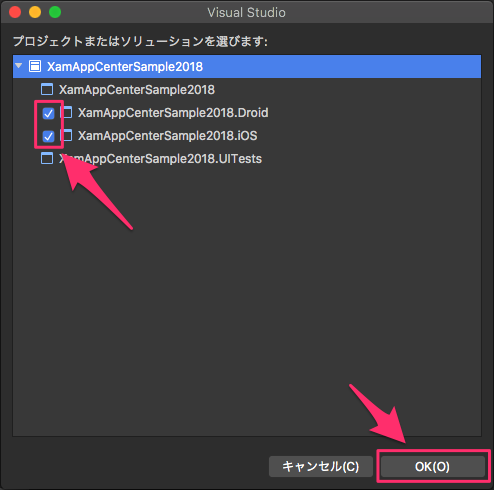 Visual Studio
プロジェクトまたはソリューションを選びます:
XamAppCenterSample2018
XamAppCenterSample2018
XamAppCenterSample2018.Droid
XamAppCenterSample2018.iOS
XamAppCenterSample2018.UITests
キャンセル(C)
OK(O)